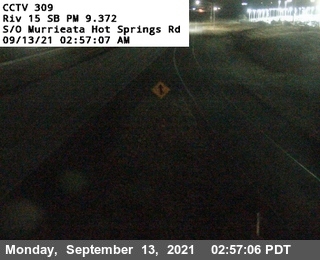 CCTV 309
Riv 15 SB PM 9.372
S/O Murrieata Hot Springs Rd
09/13/21 02:57:07 AM
Monday, September 13, 2021 02:57:06 PDT